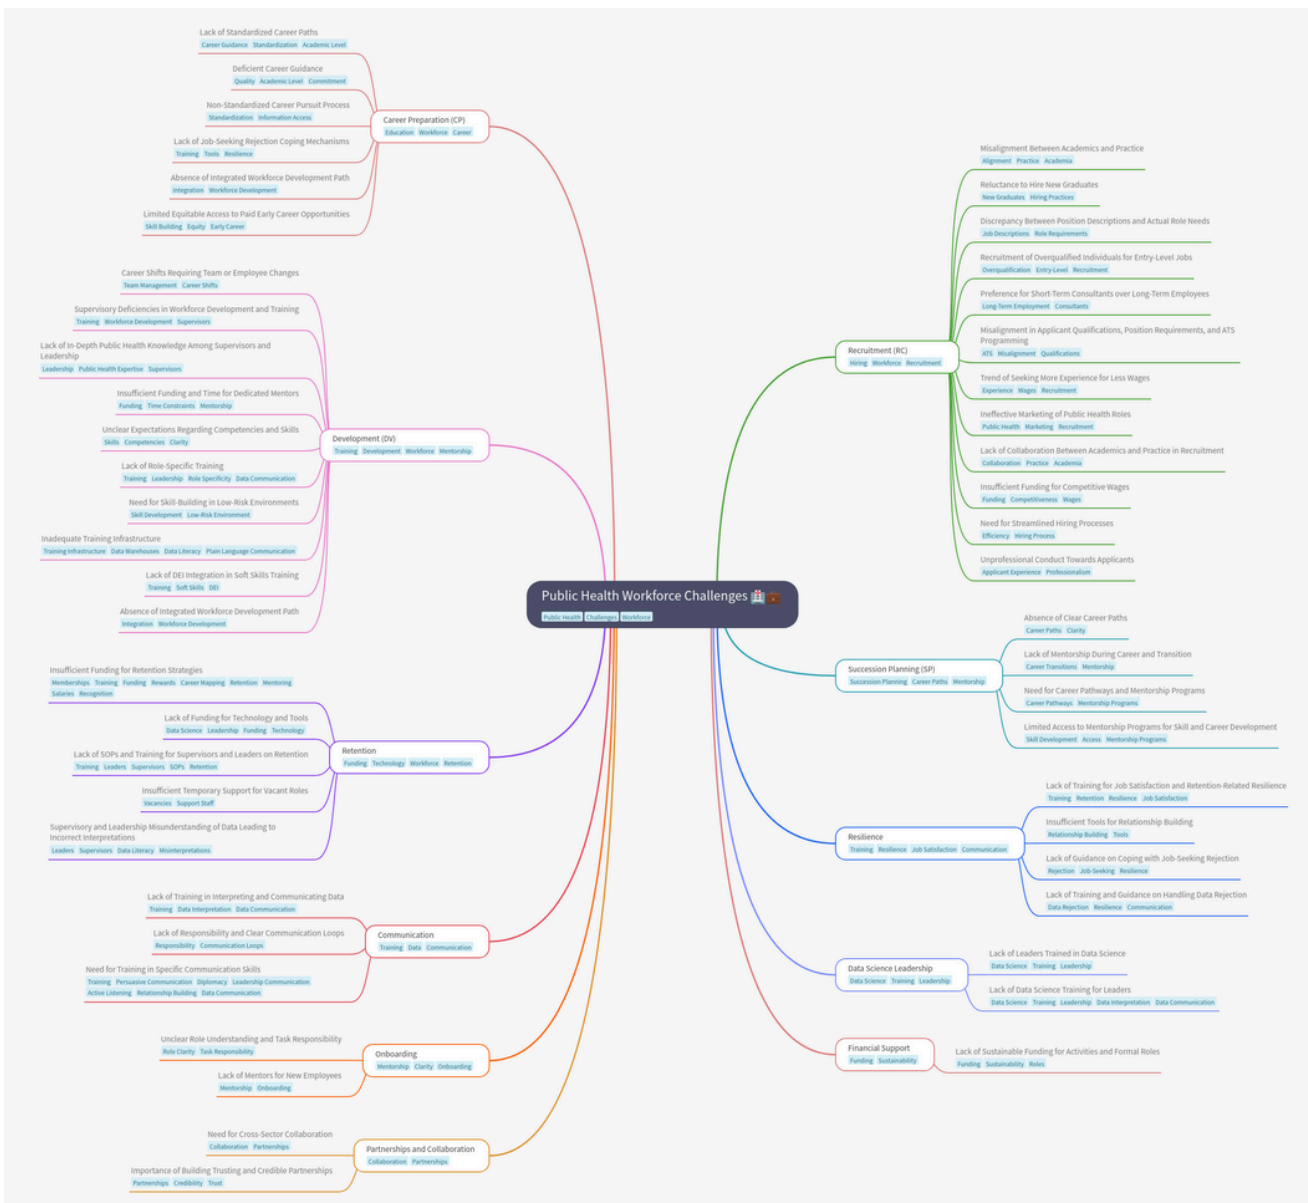 Lack of Standardized Career Paths
Career Guidance Standardization Academic Level
Deficient Career Guidance
Quality Academic Level Commitment
Non-Standardized Career Pursuit Process
Standardization Information Access
Lack of Job-Seeking Rejection Coping Mechanisms
Training Tools Resilience
Absence of Integrated Workforce Development Path
Integration Workforce Development
Limited Equitable Access to Paid Early Career Opportunities
Skill Building Equity Early Career
Career Preparation (CP)
Education Workforce Career
Career Shifts Requiring Team or Employee Changes
Team Management Career Shifts
Supervisory Deficiencies in Workforce Development and Training
Training Workforce Development Supervisors
Lack of In-Depth Public Health Knowledge Among Supervisors and
Leadership
Leadership Public Health Expertise Supervisors
Insufficient Funding and Time for Dedicated Mentors
Funding Time Constraints Mentorship
Unclear Expectations Regarding Competencies and Skills
Skills Competencies Clarity
Lack of Role-Specific Training
Training Leadership Role Specificity Data Communication
Need for Skill-Building in Low-Risk Environments
Skill Development Low-Risk Environment
Inadequate Training Infrastructure
Training Infrastructure Data Warehouses Data Literacy Plain Language Communication
Lack of DEI Integration in Soft Skills Training
Training Soft Skills DEI
Absence of Integrated Workforce Development Path
Integration Workforce Development
Development (DV)
Training Development Workforce Mentorship
Insufficient Funding for Retention Strategies
Memberships Training Funding Rewards Career Mapping Retention Mentoring
Salaries Recognition
Lack of Funding for Technology and Tools
Data Science Leadership Funding Technology
Lack of SOPs and Training for Supervisors and Leaders on Retention
Training Leaders Supervisors SOPs Retention
Insufficient Temporary Support for Vacant Roles
Vacancies Support Staff
Supervisory and Leadership Misunderstanding of Data Leading to
Incorrect Interpretations
Leaders Supervisors Data Literacy Misinterpretations
Retention
Funding Technology Workforce Retention
Lack of Training in Interpreting and Communicating Data
Training Data Interpretation Data Communication
Lack of Responsibility and Clear Communication Loops
Responsibility Communication Loops
Need for Training in Specific Communication Skills
Training Persuasive Communication Diplomacy Leadership Communication
Active Listening Relationship Building Data Communication
Communication
Training Data Communication
Unclear Role Understanding and Task Responsibility
Role Clarity Task Responsibility
Lack of Mentors for New Employees
Mentorship Onboarding
Onboarding
Mentorship Clarity Onboarding
Need for Cross-Sector Collaboration
Collaboration Partnerships
Importance of Building Trusting and Credible Partnerships
Partnerships Credibility Trust
Partnerships and Collaboration
Collaboration Partnerships
Public Health Workforce Challenges
Public Health Challenges Workforce
Recruitment (RC)
Hiring Workforce Recruitment
Misalignment Between Academics and Practice
Alignment Practice Academia
Reluctance to Hire New Graduates
New Graduates Hiring Practices
Discrepancy Between Position Descriptions and Actual Role Needs
Job Descriptions Role Requirements
Recruitment of Overqualified Individuals for Entry-Level Jobs
Overqualification Entry-Level Recruitment
Preference for Short-Term Consultants over Long-Term Employees
Long-Term Employment Consultants
Misalignment in Applicant Qualifications, Position Requirements, and ATS
Programming
ATS Misalignment Qualifications
Trend of Seeking More Experience for Less Wages
Experience Wages Recruitment
Ineffective Marketing of Public Health Roles
Public Health Marketing Recruitment
Lack of Collaboration Between Academics and Practice in Recruitment
Collaboration Practice Academia
Insufficient Funding for Competitive Wages
Funding Competitiveness Wages
Need for Streamlined Hiring Processes
Efficiency Hiring Process
Unprofessional Conduct Towards Applicants
Applicant Experience Professionalism
Succession Planning (SP)
Succession Planning Career Paths Mentorship
Absence of Clear Career Paths
Career Paths Clarity
Lack of Mentorship During Career and Transition
Career Transitions Mentorship
Need for Career Pathways and Mentorship Programs
Career Pathways Mentorship Programs
Limited Access to Mentorship Programs for Skill and Career Development
Skill Development Access Mentorship Programs
Resilience
Training Resilience Job Satisfaction Communication
Lack of Training for Job Satisfaction and Retention-Related Resilience
Training Retention Resilience Job Satisfaction
Insufficient Tools for Relationship Building
Relationship Building Tools
Lack of Guidance on Coping with Job-Seeking Rejection
Rejection Job-Seeking Resilience
Lack of Training and Guidance on Handling Data Rejection
Data Rejection Resilience Communication
Data Science Leadership
Data Science Training Leadership
Lack of Leaders Trained in Data Science
Data Science Training Leadership
Lack of Data Science Training for Leaders
Data Science Training Leadership Data Interpretation Data Communication
Financial Support
Funding Sustainability
Lack of Sustainable Funding for Activities and Formal Roles
Funding Sustainability Roles